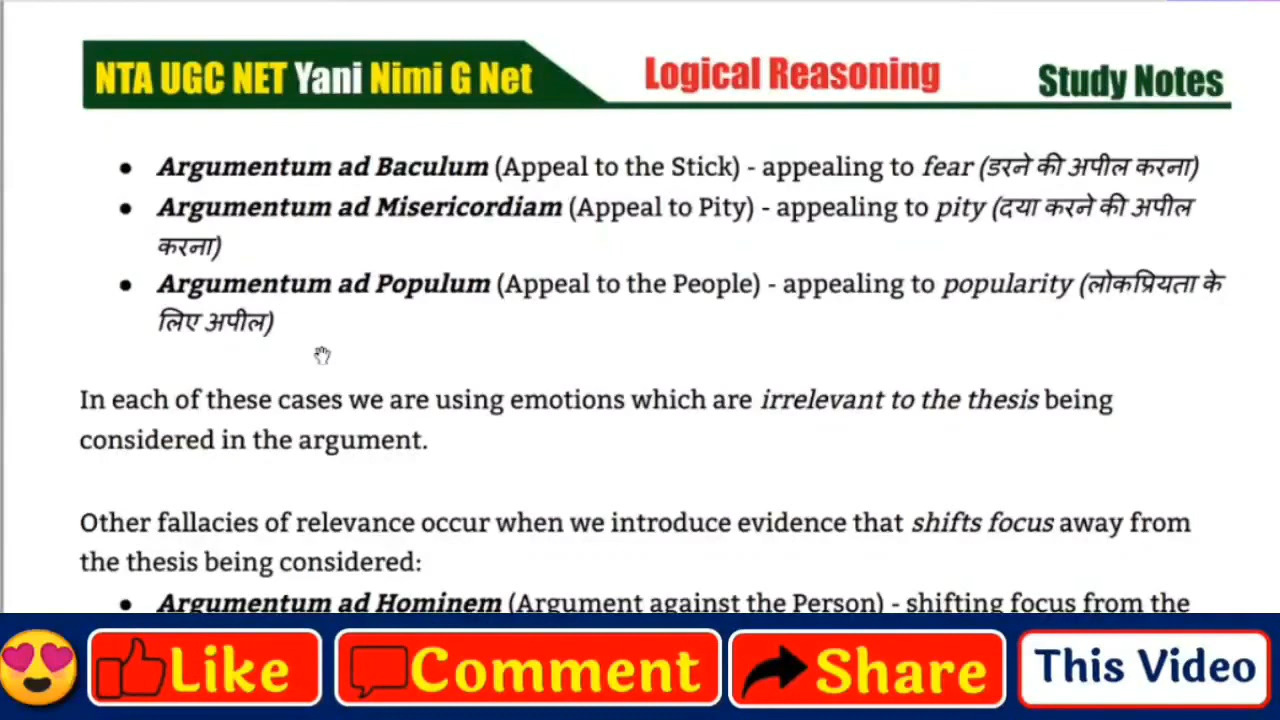 NTA UGC NET Yani Nimi G Net
Logical Reasoning
Study Notes
● Argumentum ad Baculum (Appeal to the Stick) - appealing to fear (डरने की अपील करना)
● Argumentum ad Misericordiam (Appeal to Pity) - appealing to pity (दया करने की अपील
करना)
● Argumentum ad Populum (Appeal to the People) - appealing to popularity (लोकप्रियता के
लिए अपील)
In each of these cases we are using emotions which are irrelevant to the thesis being
considered in the argument.
Other fallacies of relevance occur when we introduce evidence that shifts focus away from
the thesis being considered:
● Argumentum ad Hominem (Argument against the Person) - shifting focus from the
Like
Comment
Share
This Video